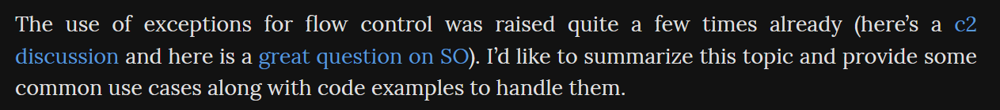 The use of exceptions for flow control was raised quite a few times already (here’s a c2
discussion and here is a great question on SO). I’d like to summarize this topic and provide some
common use cases along with code examples to handle them.